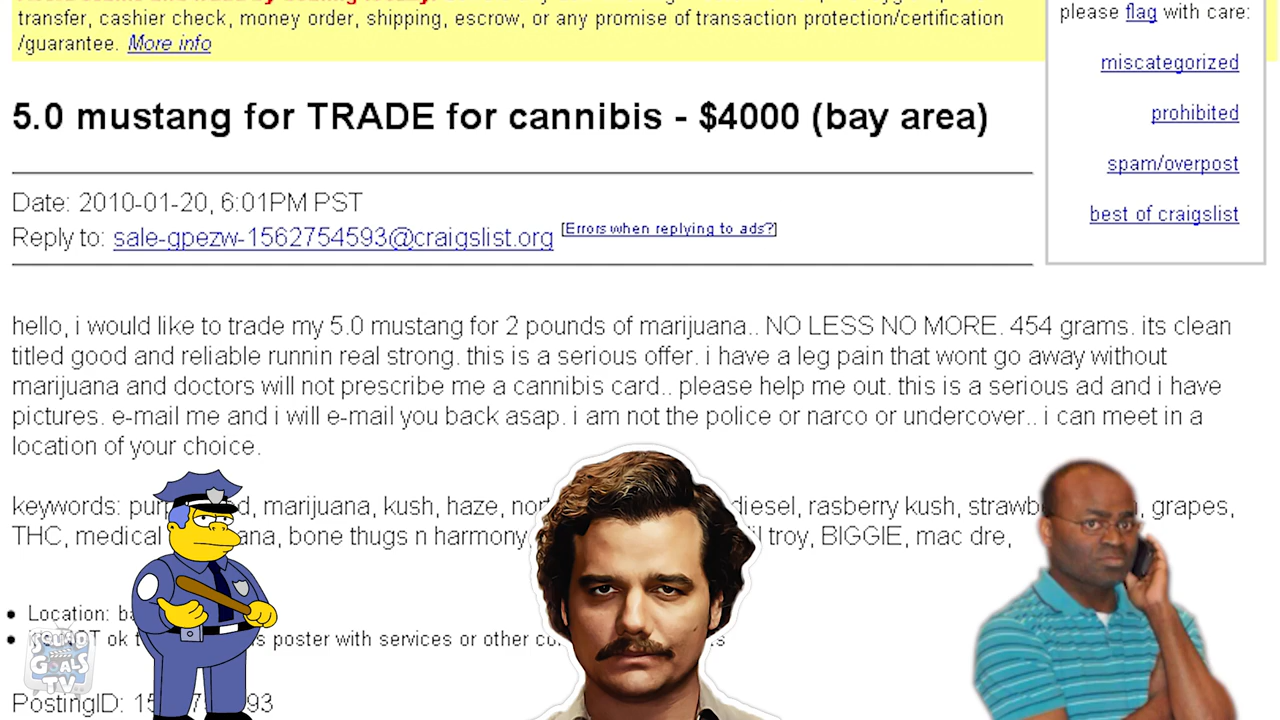 transfer, cashier check, money order, shipping, escrow, or any promise of transaction protection/certification
/guarantee. More info
please flag with care:
miscategorized
prohibited
spam/overpost
best of craigslist
5.0 mustang for TRADE for cannibis - $4000 (bay area)
Date: 2010-01-20, 6:01PM PST
Reply to: sale-gpezw-1562754593@craigslist.org [Errors when replying to ads?]
hello, i would like to trade my 5.0 mustang for 2 pounds of marijuana.. NO LESS NO MORE. 454 grams. its clean
titled good and reliable runnin real strong. this is a serious offer. i have a leg pain that wont go away without
marijuana and doctors will not prescribe me a cannibis card.. please help me out. this is a serious ad and i have
pictures. e-mail me and i will e-mail you back asap. i am not the police or narco or undercover.. i can meet in a
location of your choice.
keywords: marijuana, kush, haze, diesel, rasberry kush, grapes,
THC, medical bone thugs n harmony, troy, BIGGIE, mac dre,
Location:
ok poster with services or other
PostingID:
SQUAD
GOALS
TV